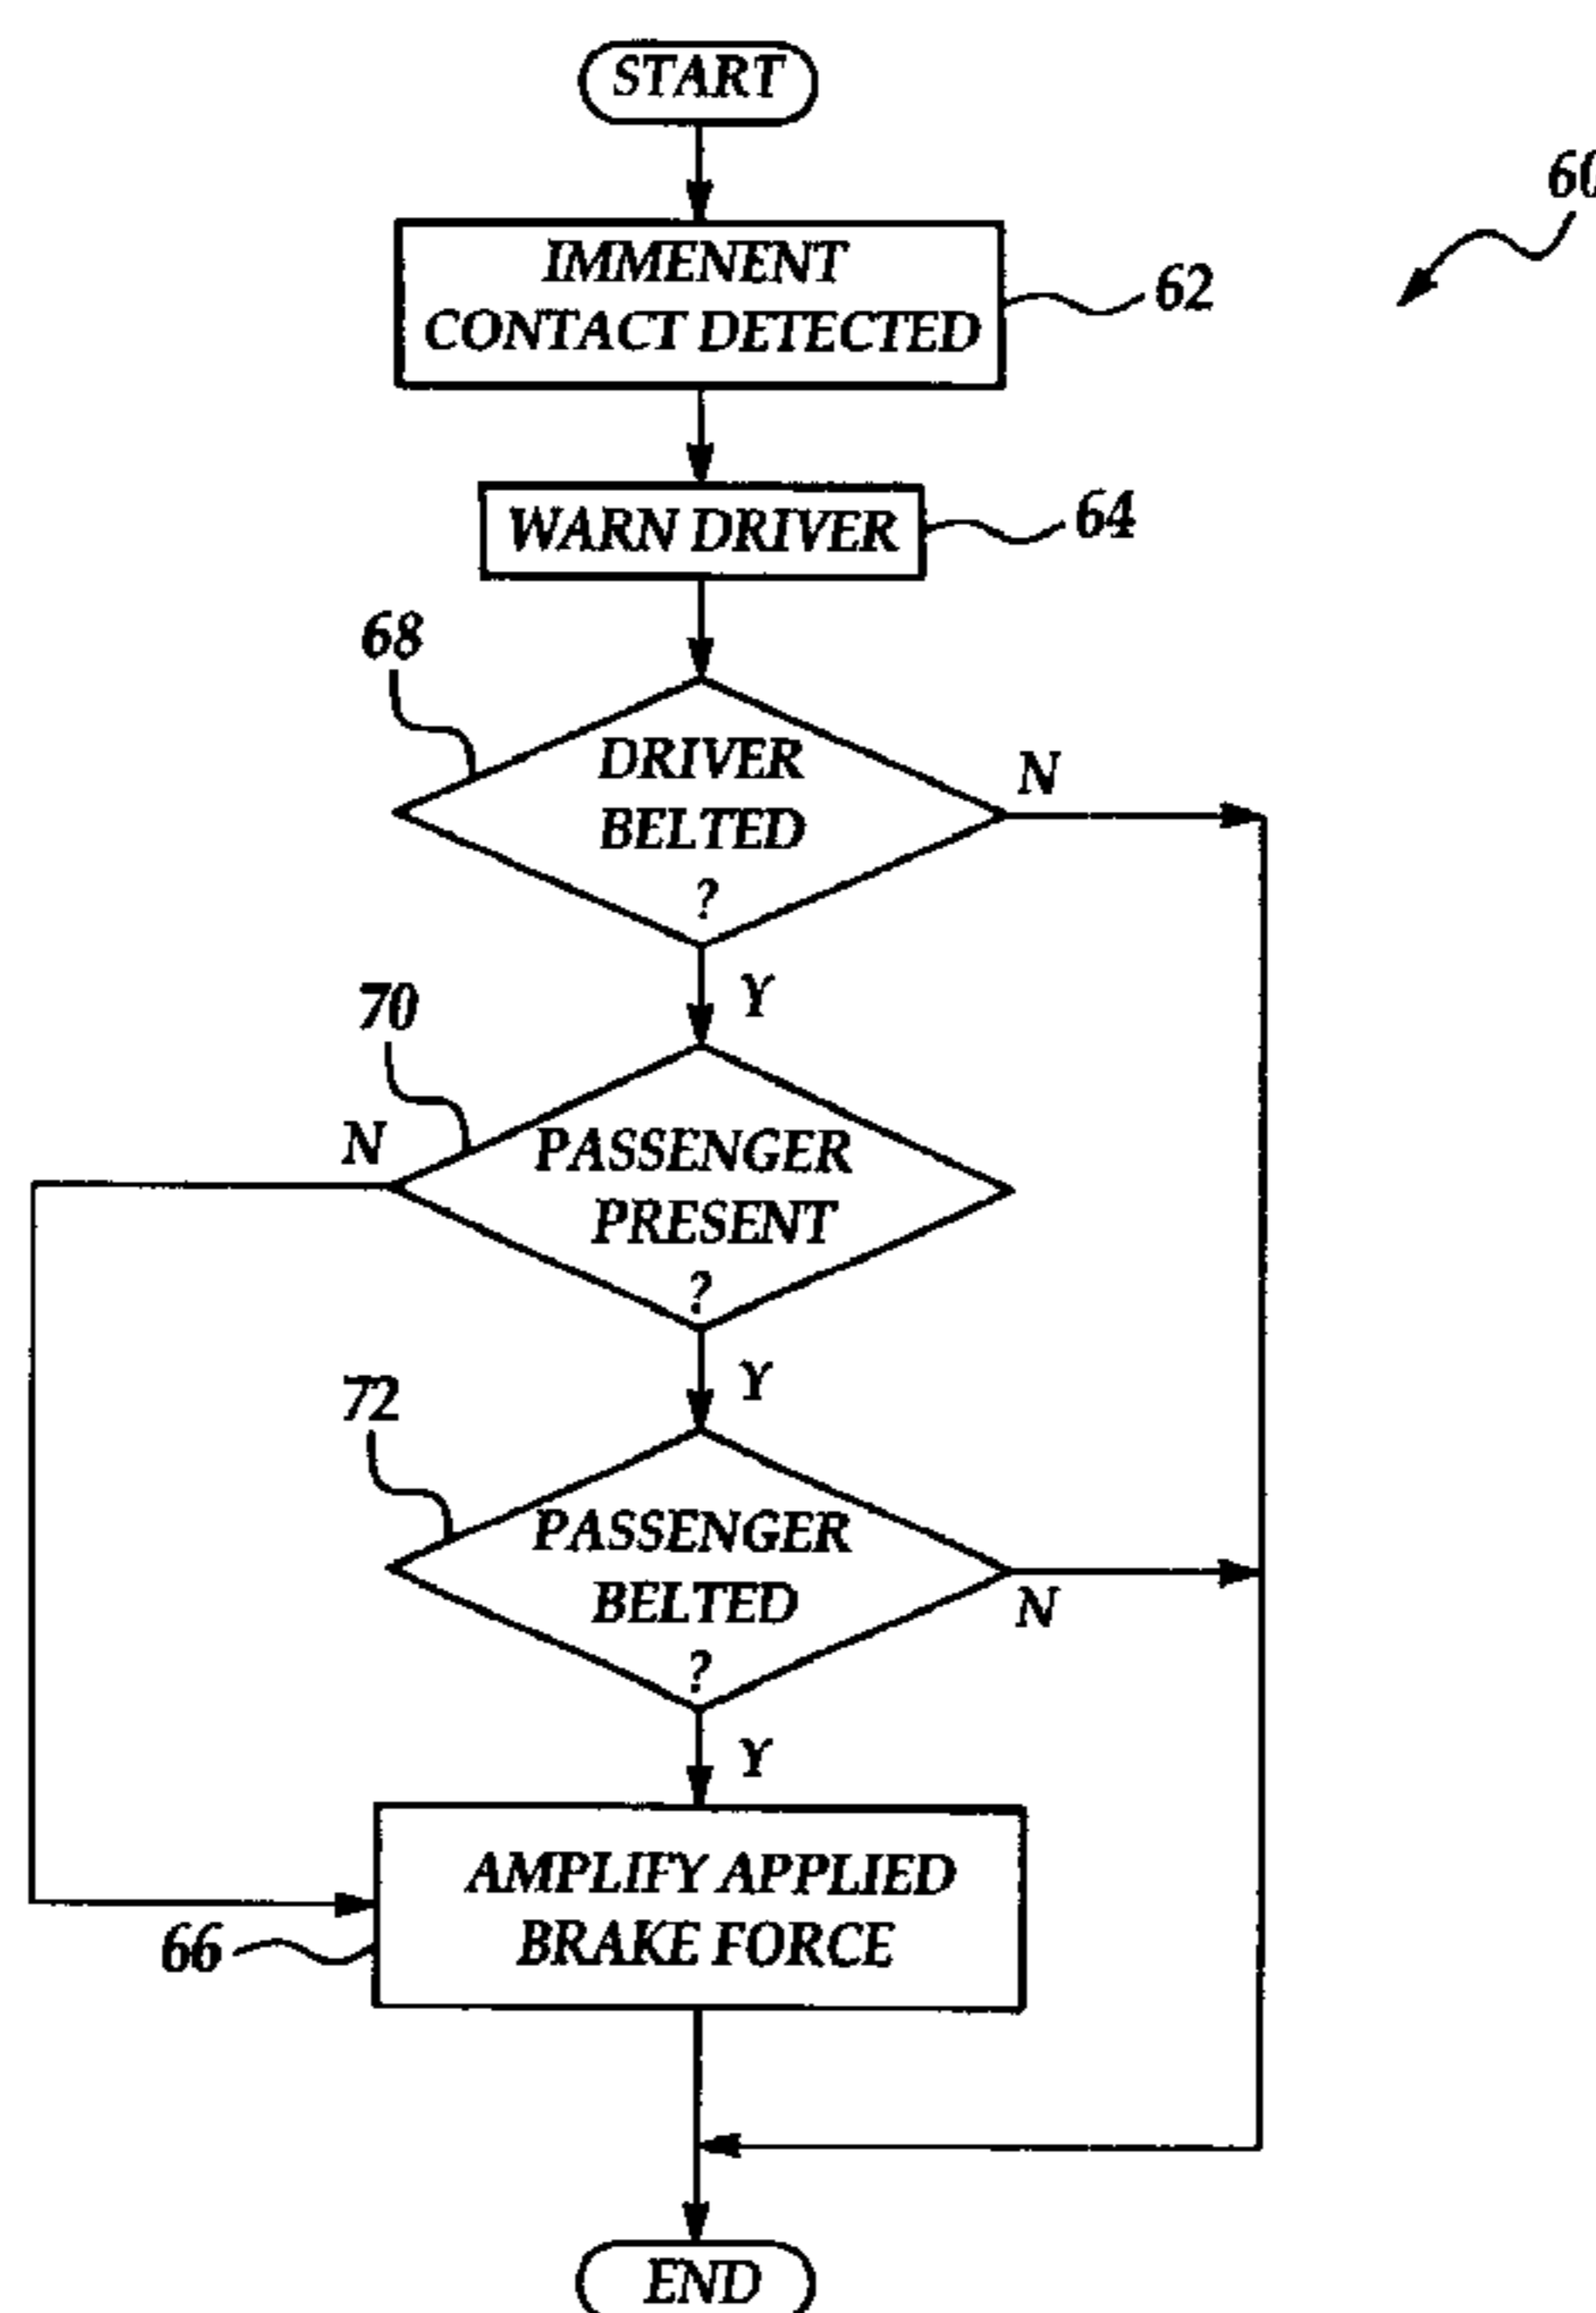 START
60
IMMENENT
CONTACT DETECTED
62
WARN DRIVER
64
68
DRIVER
BELTED
?
N
Y
70
N
PASSENGER
PRESENT
?
Y
72
PASSENGER
BELTED
?
N
Y
AMPLIFY APPLIED
BRAKE FORCE
66
END